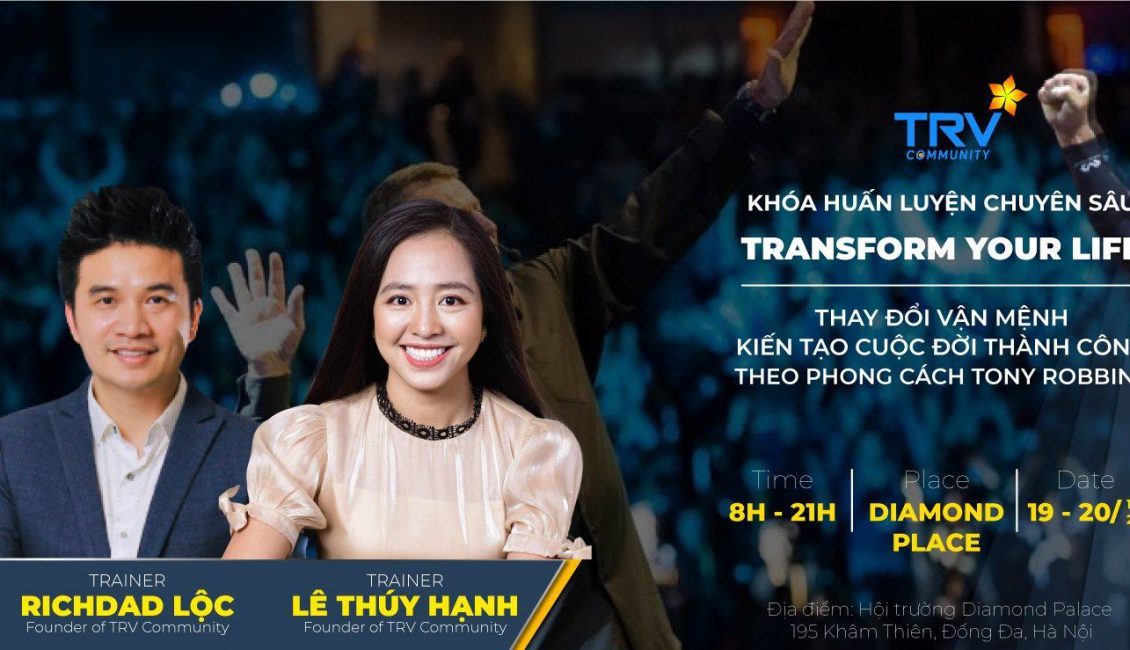 TRV
COMMUNITY
KHÓA HUẤN LUYỆN CHUYÊN SÂU
TRANSFORM YOUR LIF
THAY ĐỔI VẬN MỆNH
KIẾN TẠO CUỘC ĐỜI THÀNH CÔN
THEO PHONG CÁCH TONY ROBBIN
Time
8H - 21H
Place
DIAMOND
PLACE
Date
19 - 20/
Địa điểm: Hội trường Diamond Palace
195 Khâm Thiên, Đống Đa, Hà Nội
TRAINER
RICHDAD LỘC
Founder of TRV Community
TRAINER
LÊ THÚY HẠNH
Founder of TRV Community